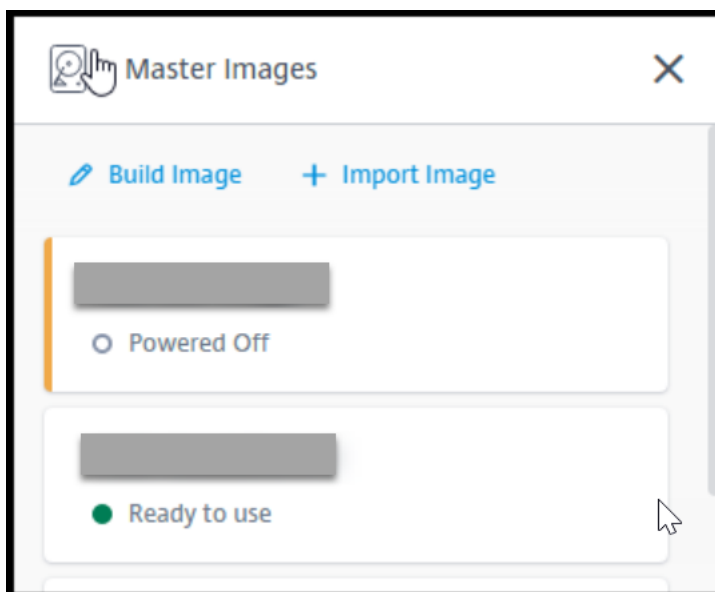 Master Images
Build Image
Import Image
Powered Off
Ready to use